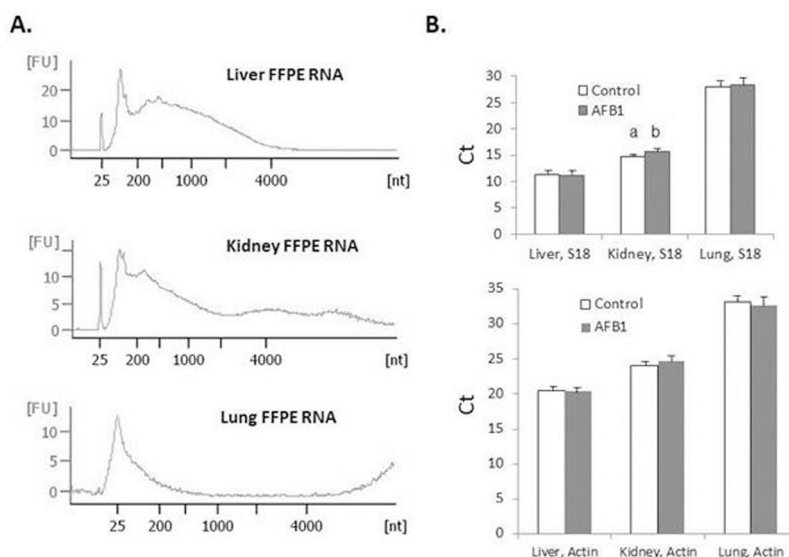 A.
[FU]
Liver FFPE RNA
20
10
0
25 200 1000 4000 [nt]
[FU]
Kidney FFPE RNA
10
5
0
25 200 1000 4000 [nt]
[FU]
Lung FFPE RNA
10
5
0
25 200 1000 4000 [nt]
B.
Ct
30
25
20
15
10
5
0
Control
AFB1
a b
Liver, S18 Kidney, S18 Lung, S18
Ct
35
30
25
20
15
10
5
0
Control
AFB1
Liver, Actin Kidney, Actin Lung, Actin